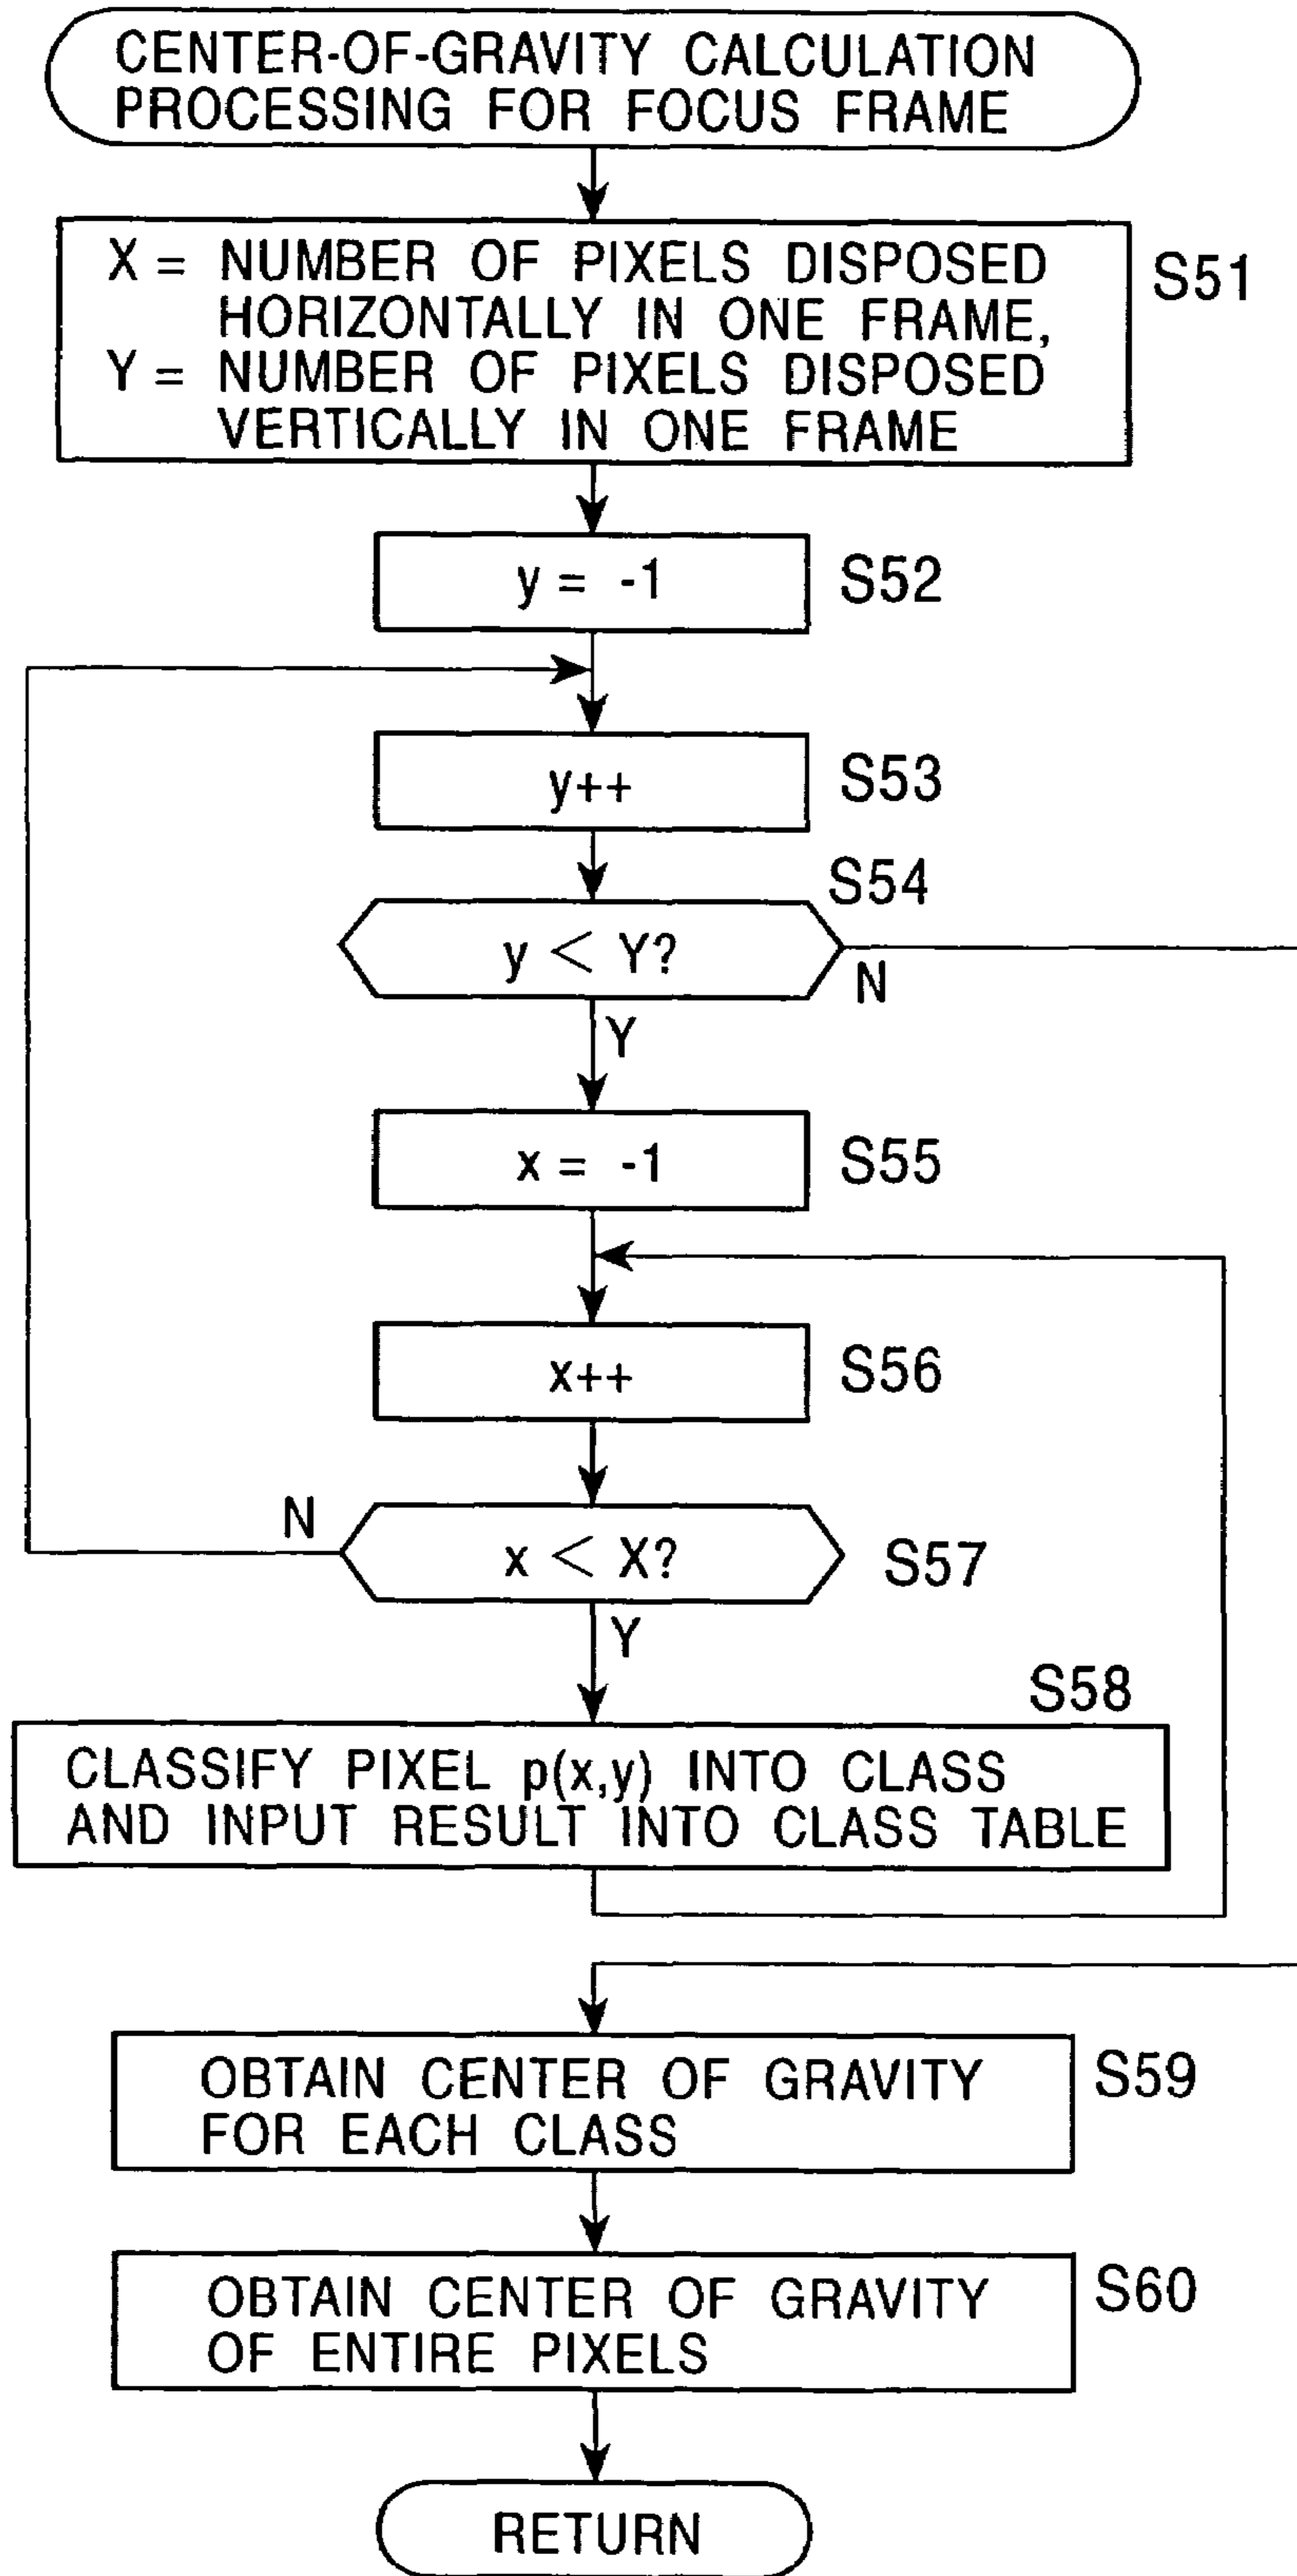 CENTER-OF-GRAVITY CALCULATION
PROCESSING FOR FOCUS FRAME
X = NUMBER OF PIXELS DISPOSED
HORIZONTALLY IN ONE FRAME,
Y = NUMBER OF PIXELS DISPOSED
VERTICALLY IN ONE FRAME
S51
y = -1
S52
y++
S53
S54
y < Y?
N
Y
x = -1
S55
x++
S56
N
x < X?
S57
Y
S58
CLASSIFY PIXEL p(x,y) INTO CLASS
AND INPUT RESULT INTO CLASS TABLE
OBTAIN CENTER OF GRAVITY
FOR EACH CLASS
S59
OBTAIN CENTER OF GRAVITY
OF ENTIRE PIXELS
S60
RETURN